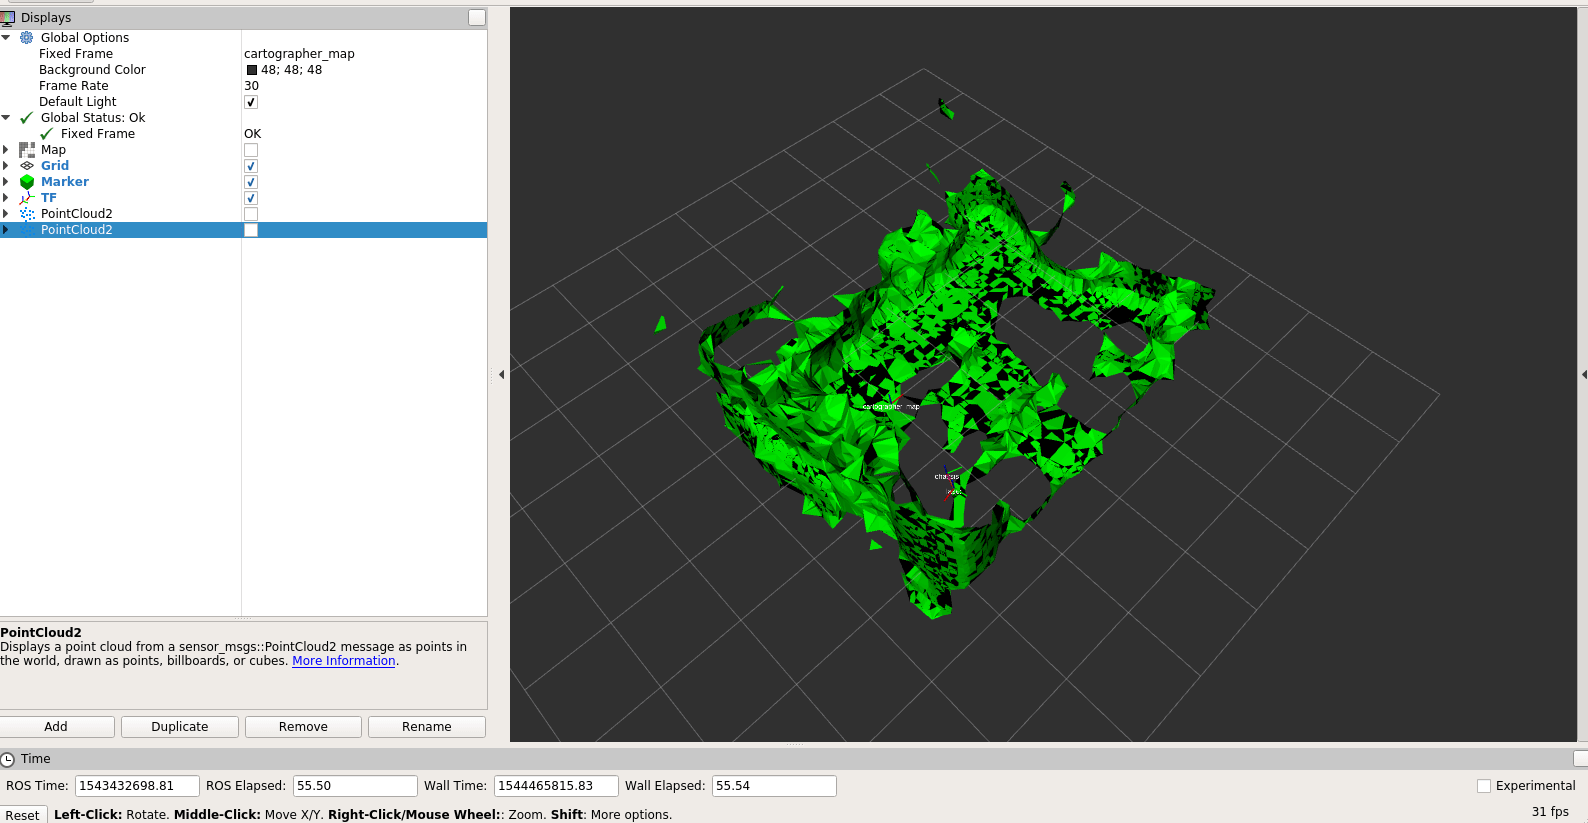 Displays
Global Options
Fixed Frame cartographer_map
Background Color 48; 48; 48
Frame Rate 30
Default Light
Global Status: Ok
Fixed Frame OK
Map
Grid
Marker
TF
PointCloud2
PointCloud2
cartographer_map
chassis
PointCloud2
Displays a point cloud from a sensor_msgs::PointCloud2 message as points in
the world, drawn as points, billboards, or cubes. More Information.
Add Duplicate Remove Rename
Time
ROS Time: 1543432698.81 ROS Elapsed: 55.50 Wall Time: 1544465815.83 Wall Elapsed: 55.54 Experimental
Reset Left-Click: Rotate. Middle-Click: Move X/Y. Right-Click/Mouse Wheel:: Zoom. Shift: More options. 31 fps